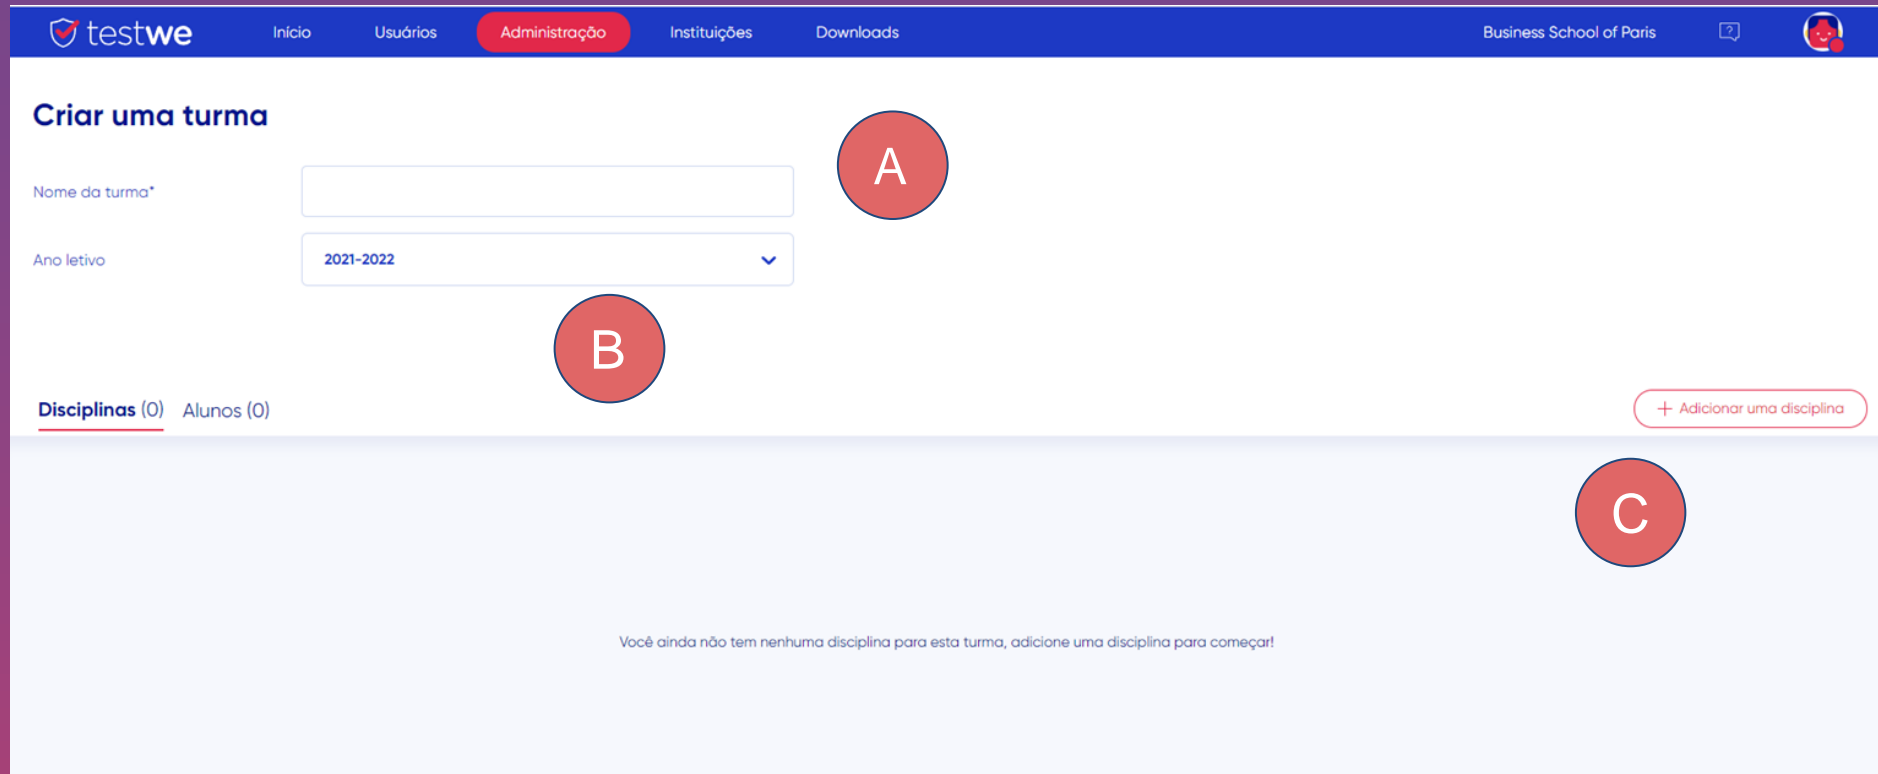 testwe Início Usuários Administração Instituições Downloads Business School of Paris ?
Criar uma turma
A
Nome da turma*
Ano letivo 2021-2022
B
Disciplinas (0) Alunos (0) + Adicionar uma disciplina
C
Você ainda não tem nenhuma disciplina para esta turma, adicione uma disciplina para começar!